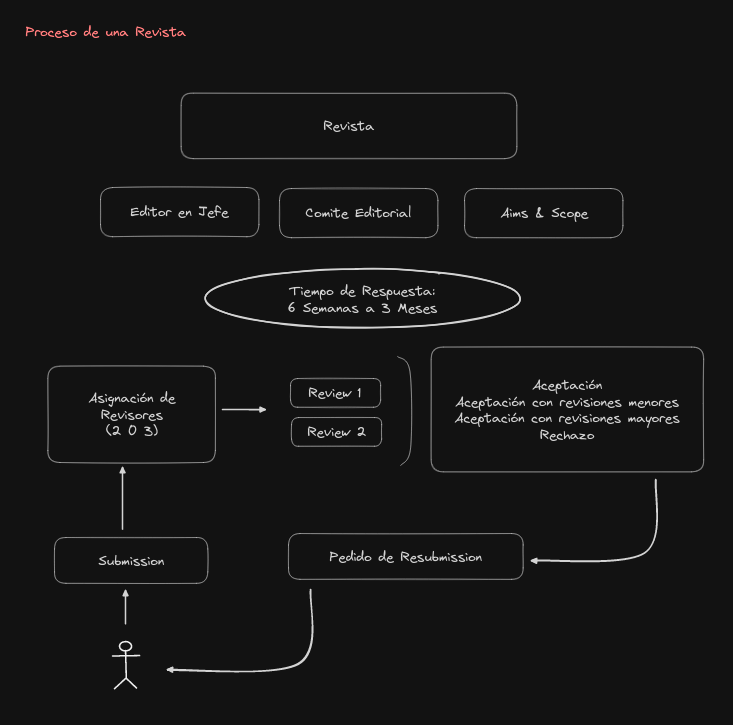 Proceso de una Revista
Revista
Editor en Jefe
Comite Editorial
Aims & Scope
Tiempo de Respuesta:
6 Semanas a 3 Meses
Asignación de
Revisores
(2 O 3)
Review 1
Review 2
Aceptación
Aceptación con revisiones menores
Aceptación con revisiones mayores
Rechazo
Submission
Pedido de Resubmission